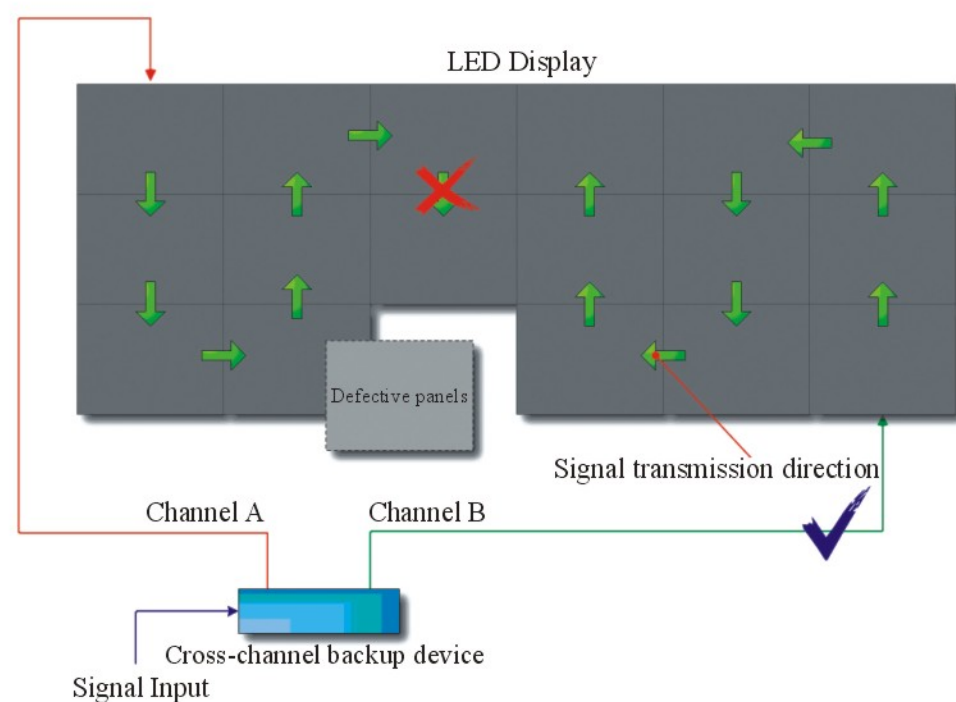 LED Display
Defective panels
Signal transmission direction
Channel A
Channel B
Cross-channel backup device
Signal Input